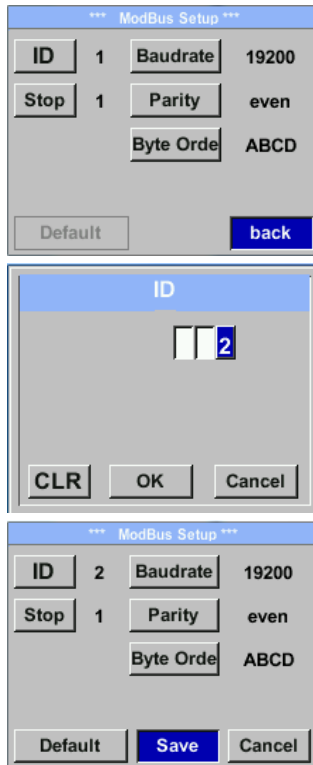 *** ModBus Setup ***
ID 1 Baudrate 19200
Stop 1 Parity even
Byte Orde ABCD
Default back
ID
2
CLR OK Cancel
*** ModBus Setup ***
ID 2 Baudrate 19200
Stop 1 Parity even
Byte Orde ABCD
Default Save Cancel